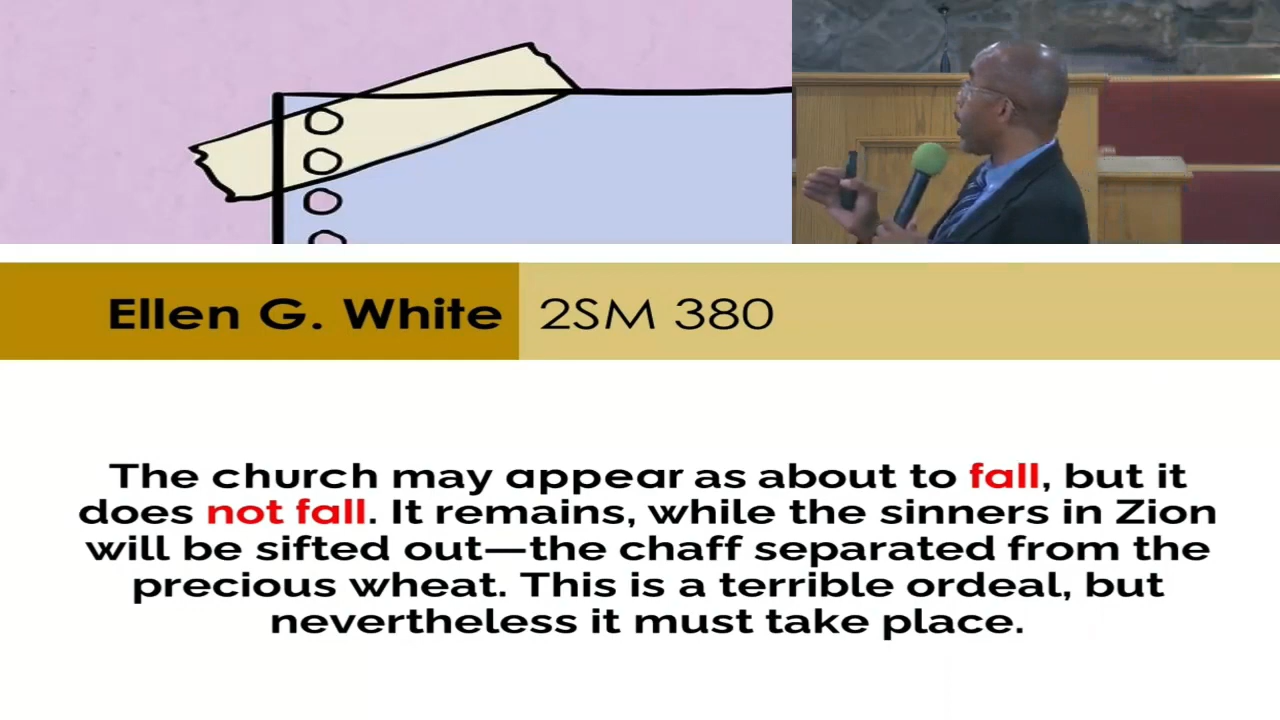 Ellen G. White 2SM 380
The church may appear as about to fall, but it
does not fall. It remains, while the sinners in Zion
will be sifted out—the chaff separated from the
precious wheat. This is a terrible ordeal, but
nevertheless it must take place.